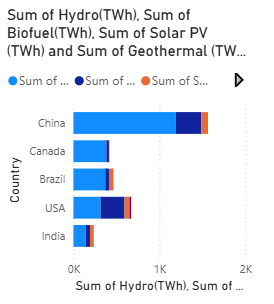 Sum of Hydro(TWh), Sum of
Biofuel(TWh), Sum of Solar PV
(TWh) and Sum of Geothermal (TW...
Sum of ... Sum of ... Sum of S...
China
Canada
Brazil
USA
India
Country
0K 1K 2K
Sum of Hydro(TWh), Sum of ...